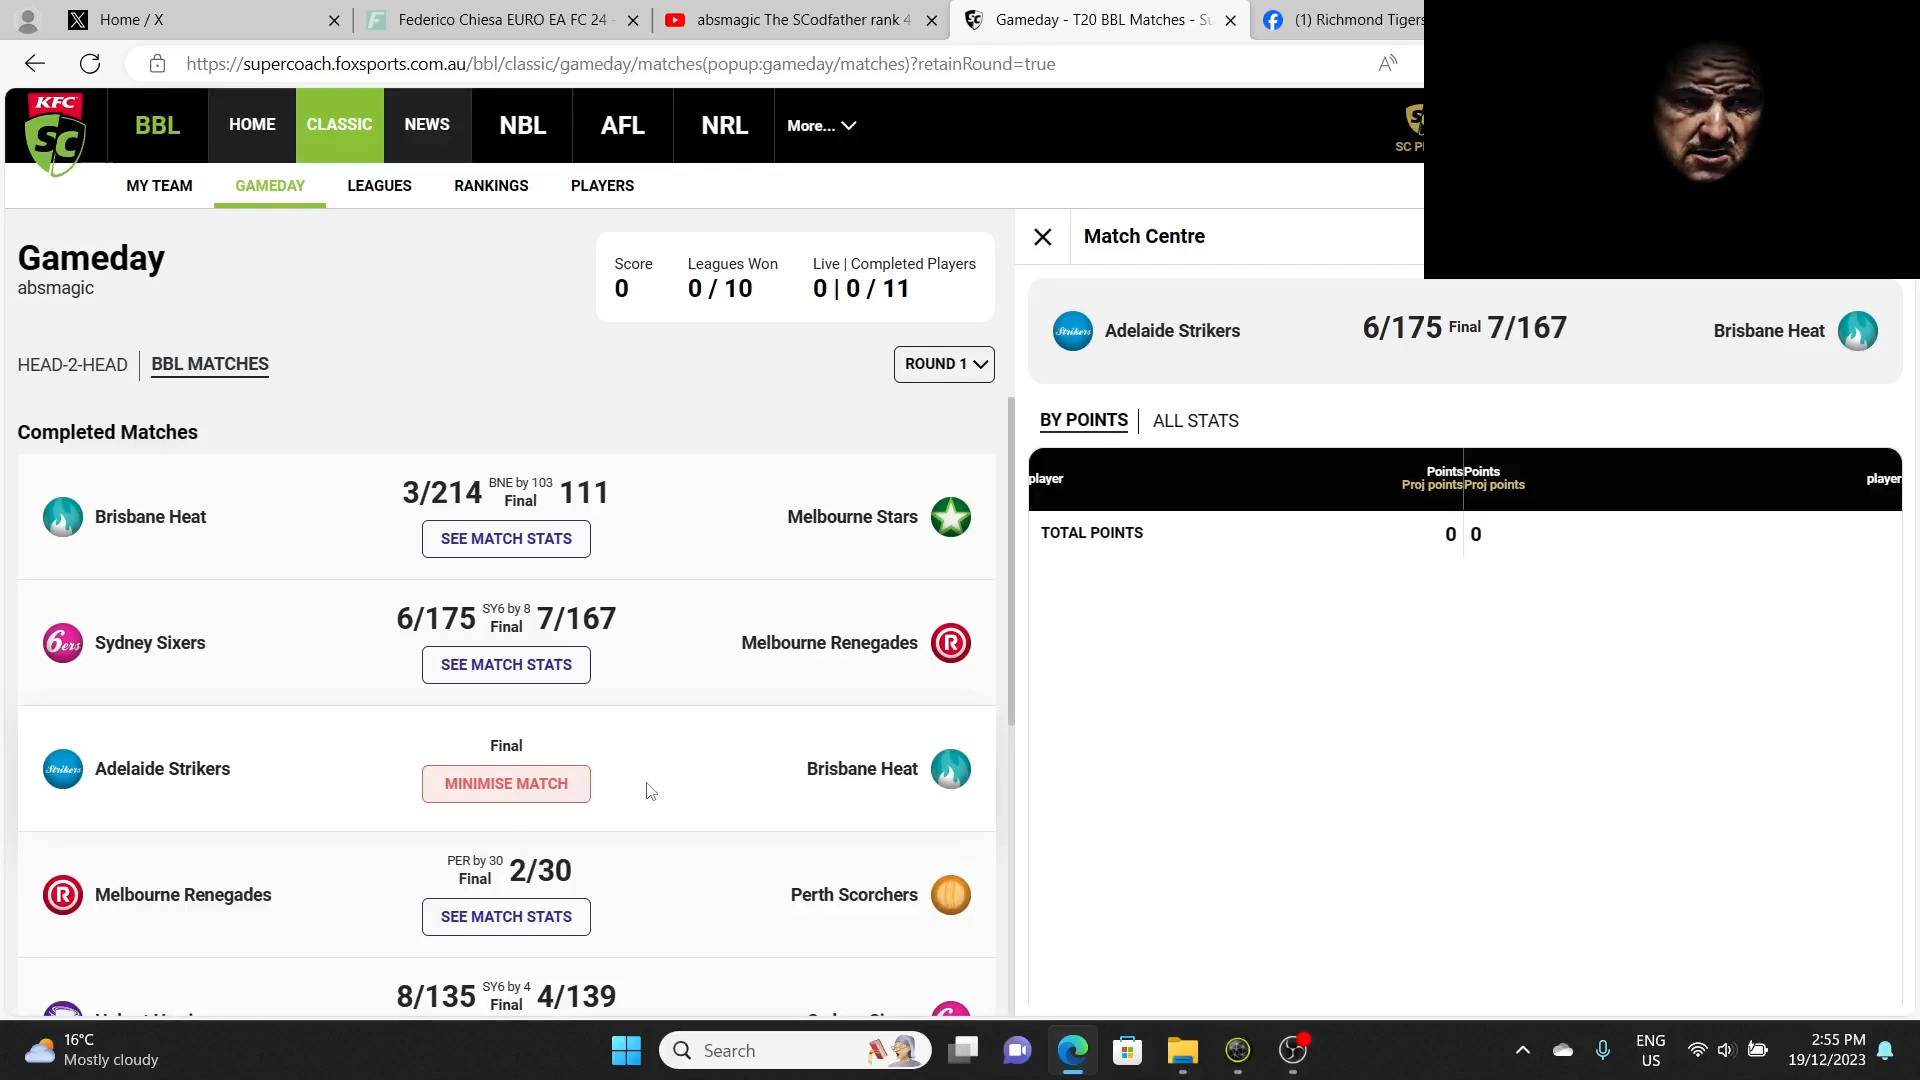 Home / X
Federico Chiesa EURO EA FC 24 -
absmagic The SCodfather rank 4
Gameday - T20 BBL Matches - Su
(1) Richmond Tigers
https://supercoach.foxsports.com.au/bbl/classic/gameday/matches(popup:gameday/matches)?retainRound=true
KFC
SC
BBL
HOME
CLASSIC
NEWS
NBL
AFL
NRL
More...
SC P
MY TEAM
GAMEDAY
LEAGUES
RANKINGS
PLAYERS
Gameday
absmagic
Score
0
Leagues Won
0 / 10
Live | Completed Players
0 | 0 / 11
HEAD-2-HEAD
BBL MATCHES
ROUND 1
Completed Matches
Brisbane Heat
3/214
BNE by 103
Final
111
SEE MATCH STATS
Melbourne Stars
6ers
Sydney Sixers
6/175
SY6 by 8
Final
7/167
SEE MATCH STATS
Melbourne Renegades
R
Strikers
Adelaide Strikers
Final
MINIMISE MATCH
Brisbane Heat
R
Melbourne Renegades
PER by 30
Final
2/30
SEE MATCH STATS
Perth Scorchers
8/135
SY6 by 4
Final
4/139
Match Centre
Strikers
Adelaide Strikers
6/175 Final 7/167
Brisbane Heat
BY POINTS
ALL STATS
player
Points
Proj points
Points
Proj points
player
TOTAL POINTS
0
0
16°C
Mostly cloudy
Search
ENG
US
2:55 PM
19/12/2023